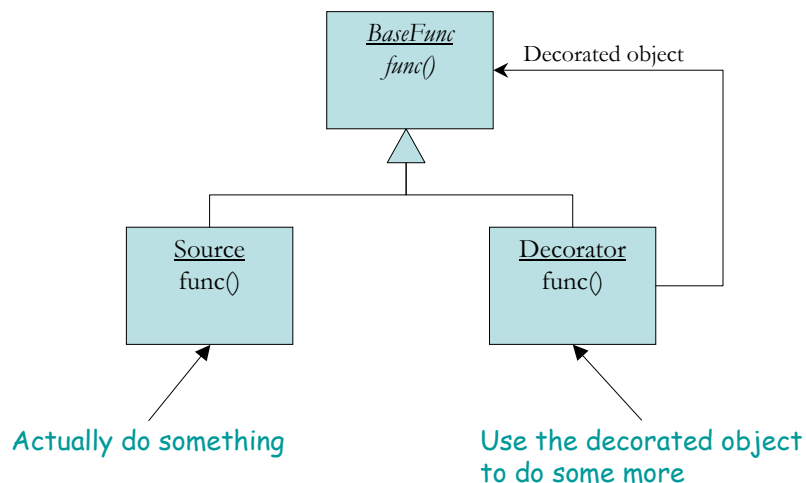 BaseFunc
func()
Decorated object
Source
func()
Decorator
func()
Actually do something
Use the decorated object
to do some more